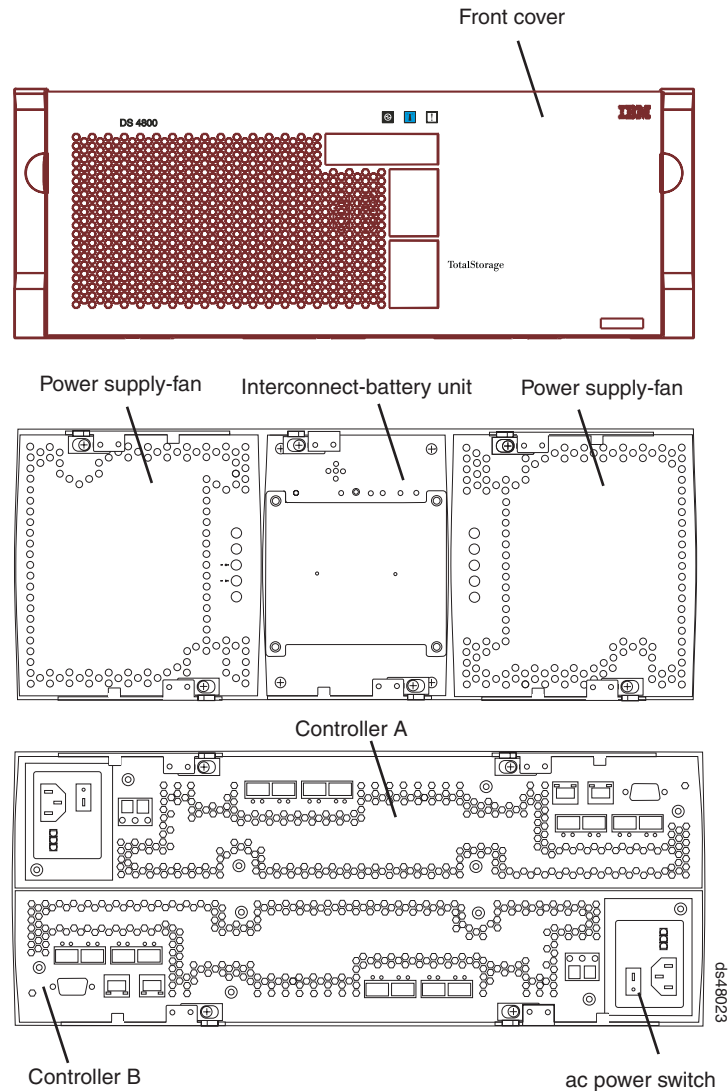 Front cover
DS 4800
IBM
TotalStorage
Power supply-fan
Interconnect-battery unit
Power supply-fan
Controller A
ds48023
Controller B
ac power switch